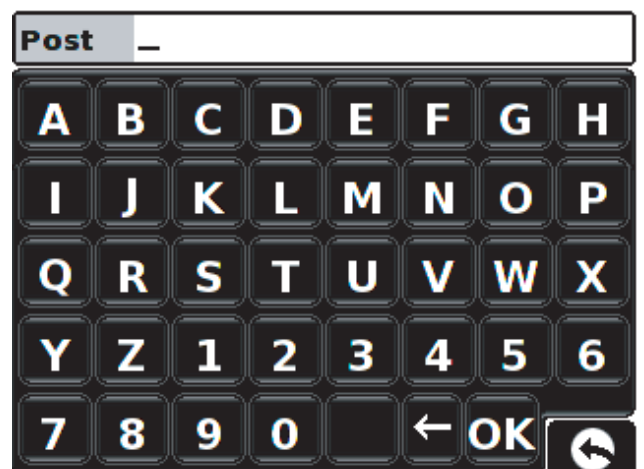 Post _
A B C D E F G H
I J K L M N O P
Q R S T U V W X
Y Z 1 2 3 4 5 6
7 8 9 0 ← OK